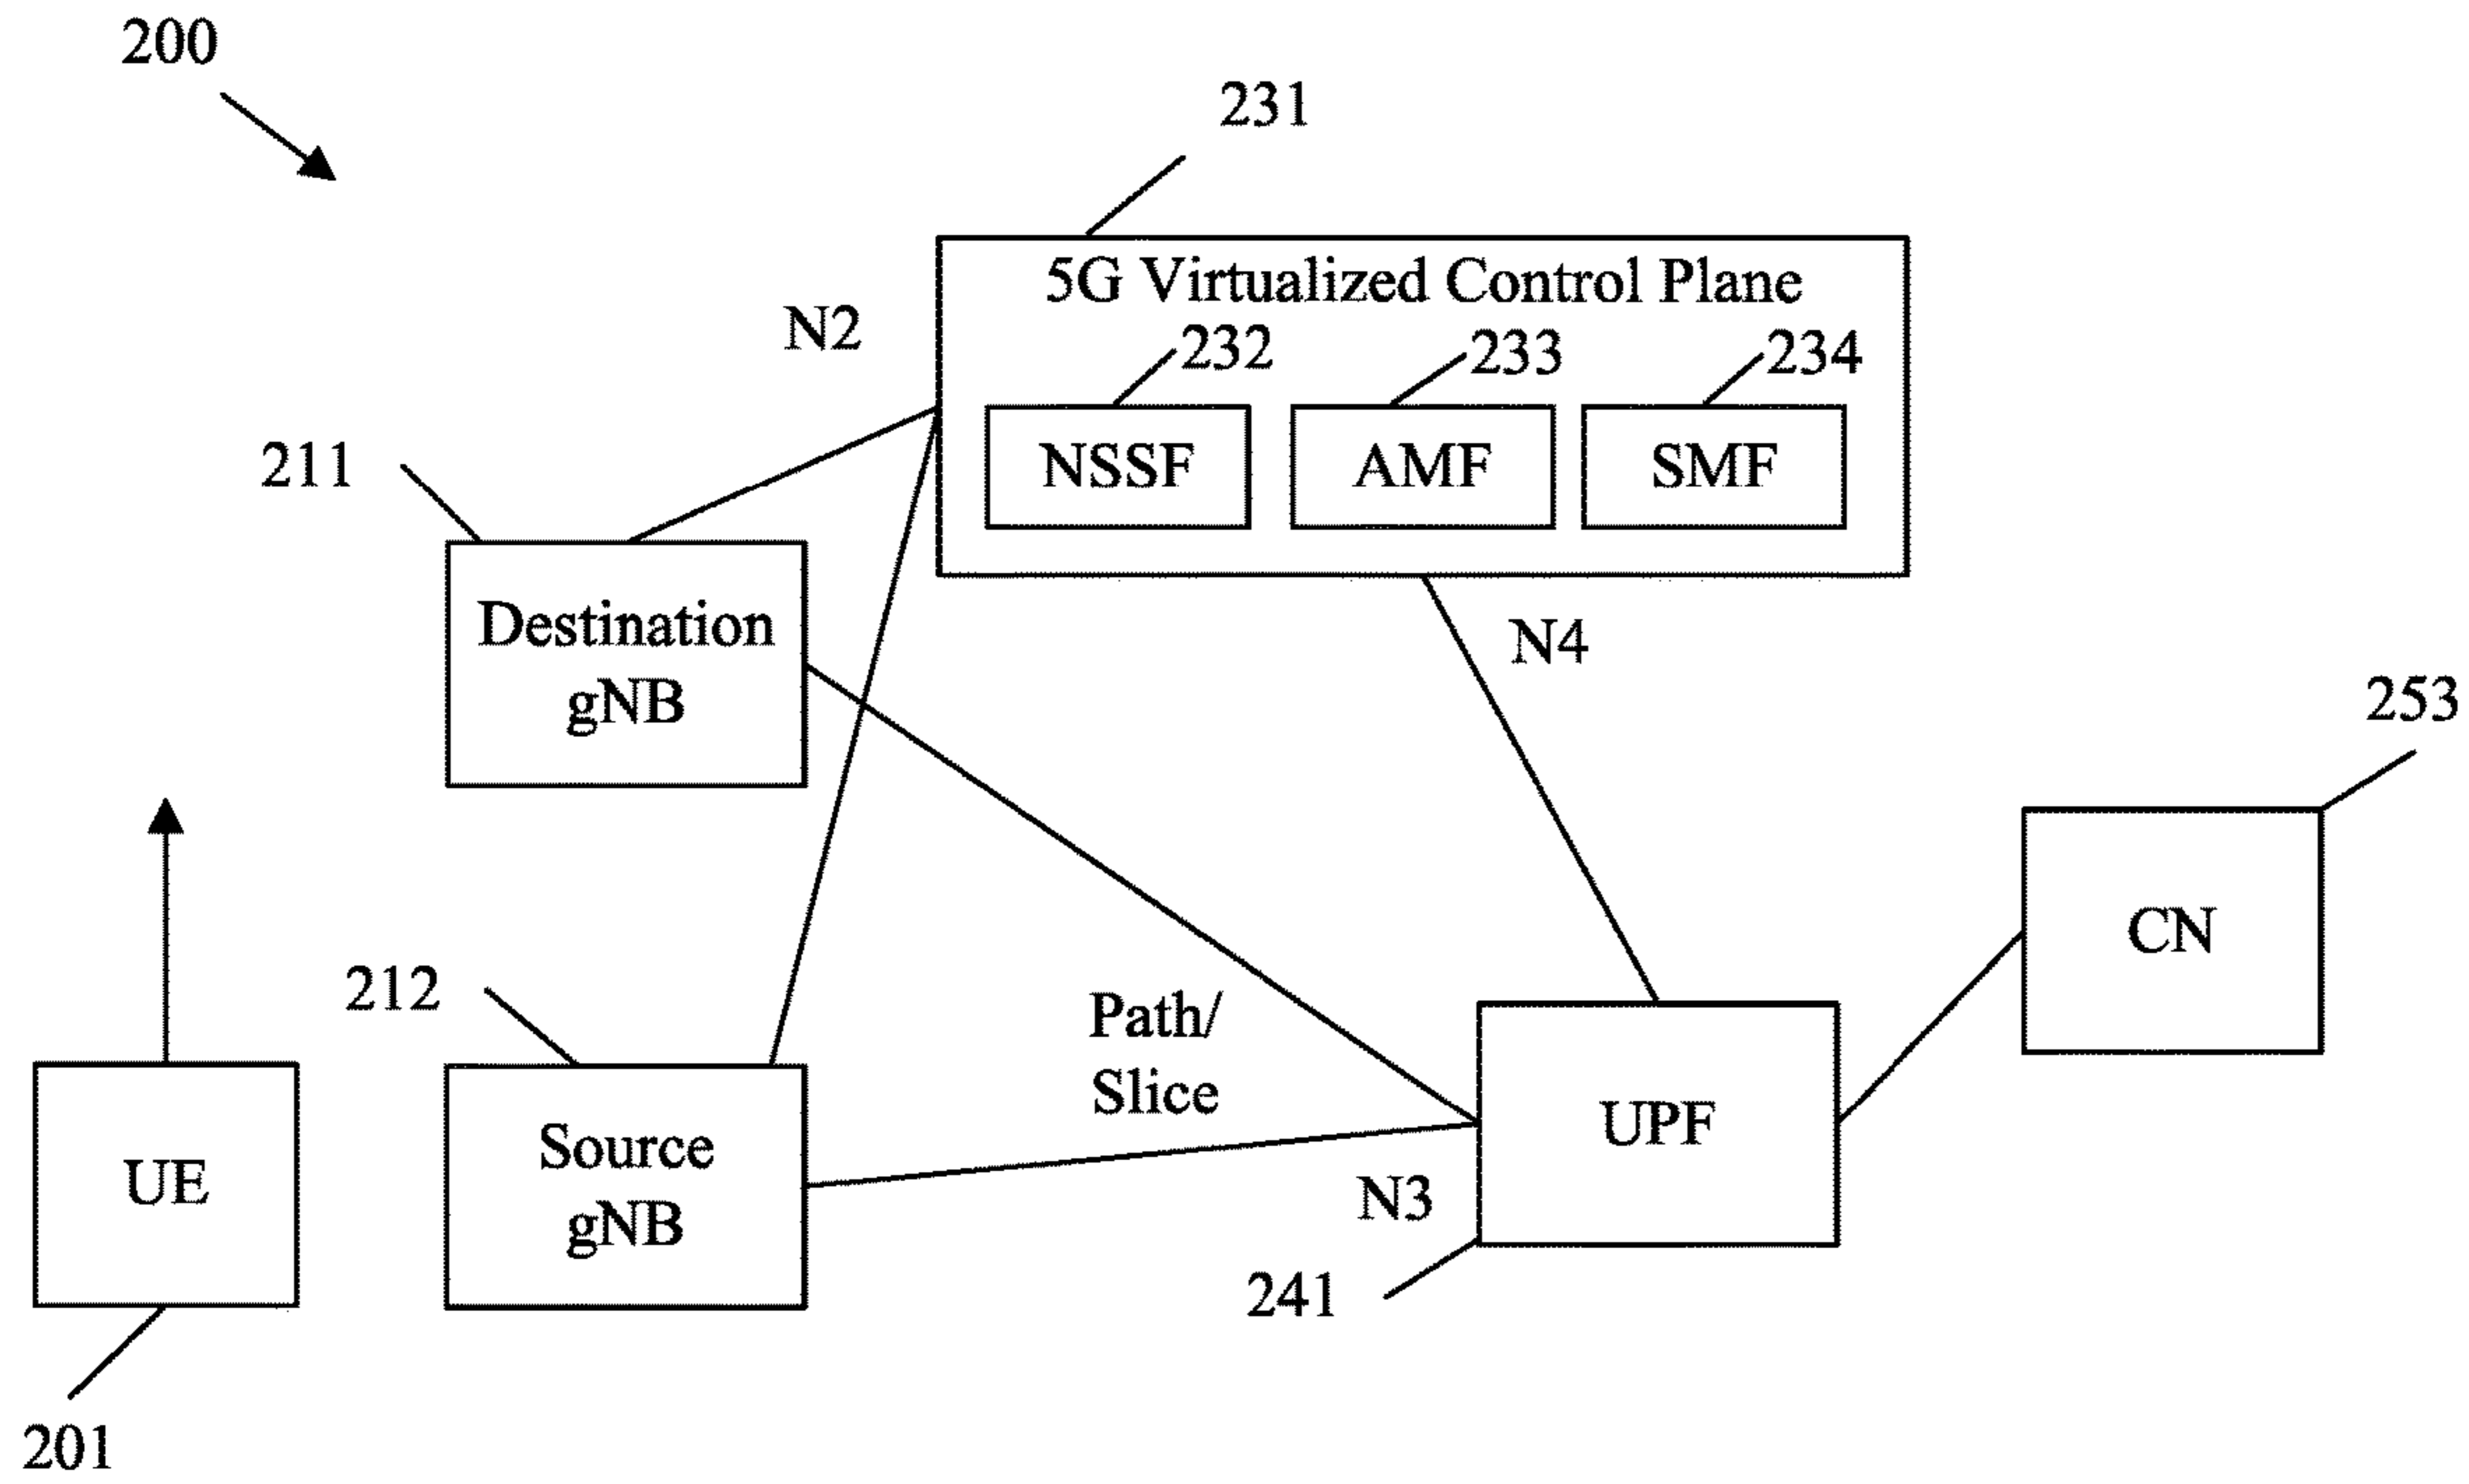 200
231
5G Virtualized Control Plane
N2
232
233
234
211
NSSF
AMF
SMF
Destination
gNB
N4
253
CN
212
Path/
Slice
UPF
Source
gNB
UE
N3
241
201